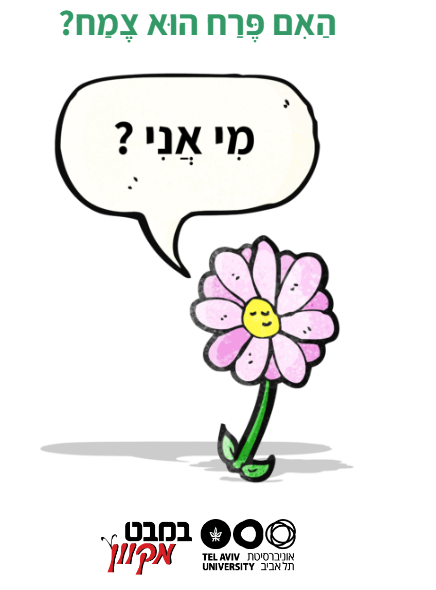 הַאִם פֶּרַח הוּא צֶמַח?
מִי אֲנִי ?
במבט
מקוון
TEL AVIV אוניברסיטת
UNIVERSITY תל אביב